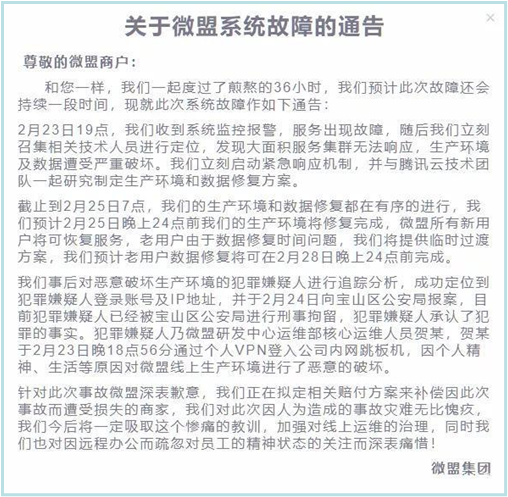 关于微盟系统故障的通告
尊敬的微盟商户：
和您一样，我们一起度过了煎熬的36小时，我们预计此次故障还会
持续一段时间，现就此次系统故障作如下通告：
2月23日19点，我们收到系统监控报警，服务出现故障，随后我们立刻
召集相关技术人员进行定位，发现大面积服务集群无法响应，生产环境
及数据遭受严重破坏。我们立刻启动紧急响应机制，并与腾讯云技术团
队一起研究制定生产环境和数据修复方案。
截止到2月25日7点，我们的生产环境和数据修复都在有序的进行，我
们预计2月25日晚上24点前我们的生产环境将修复完成，微盟所有新用
户将可恢复服务，老用户由于数据修复时间问题，我们将提供临时过渡
方案，我们预计老用户数据修复将可在2月28日晚上24点前完成。
我们事后对恶意破坏生产环境的犯罪嫌疑人进行追踪分析，成功定位到
犯罪嫌疑人登录账号及IP地址，并于2月24日向宝山区公安局报案，目
前犯罪嫌疑人已经被宝山区公安局进行刑事拘留，犯罪嫌疑人承认了犯
罪的事实。犯罪嫌疑人乃微盟研发中心运维部核心运维人员贺某，贺某
于2月23日晚18点56分通过个人VPN登入公司内网跳板机，因个人精
神、生活等原因对微盟线上生产环境进行了恶意的破坏。
针对此次事故微盟深表歉意，我们正在拟定相关赔付方案来补偿因此次
事故而遭受损失的商家，我们对此次因人为造成的事故灾难无比愧疚，
我们今后将一定吸取这个惨痛的教训，加强对线上运维的治理，同时我
们也对因远程办公而疏忽对员工的精神状态的关注而深表痛惜！
微盟集团